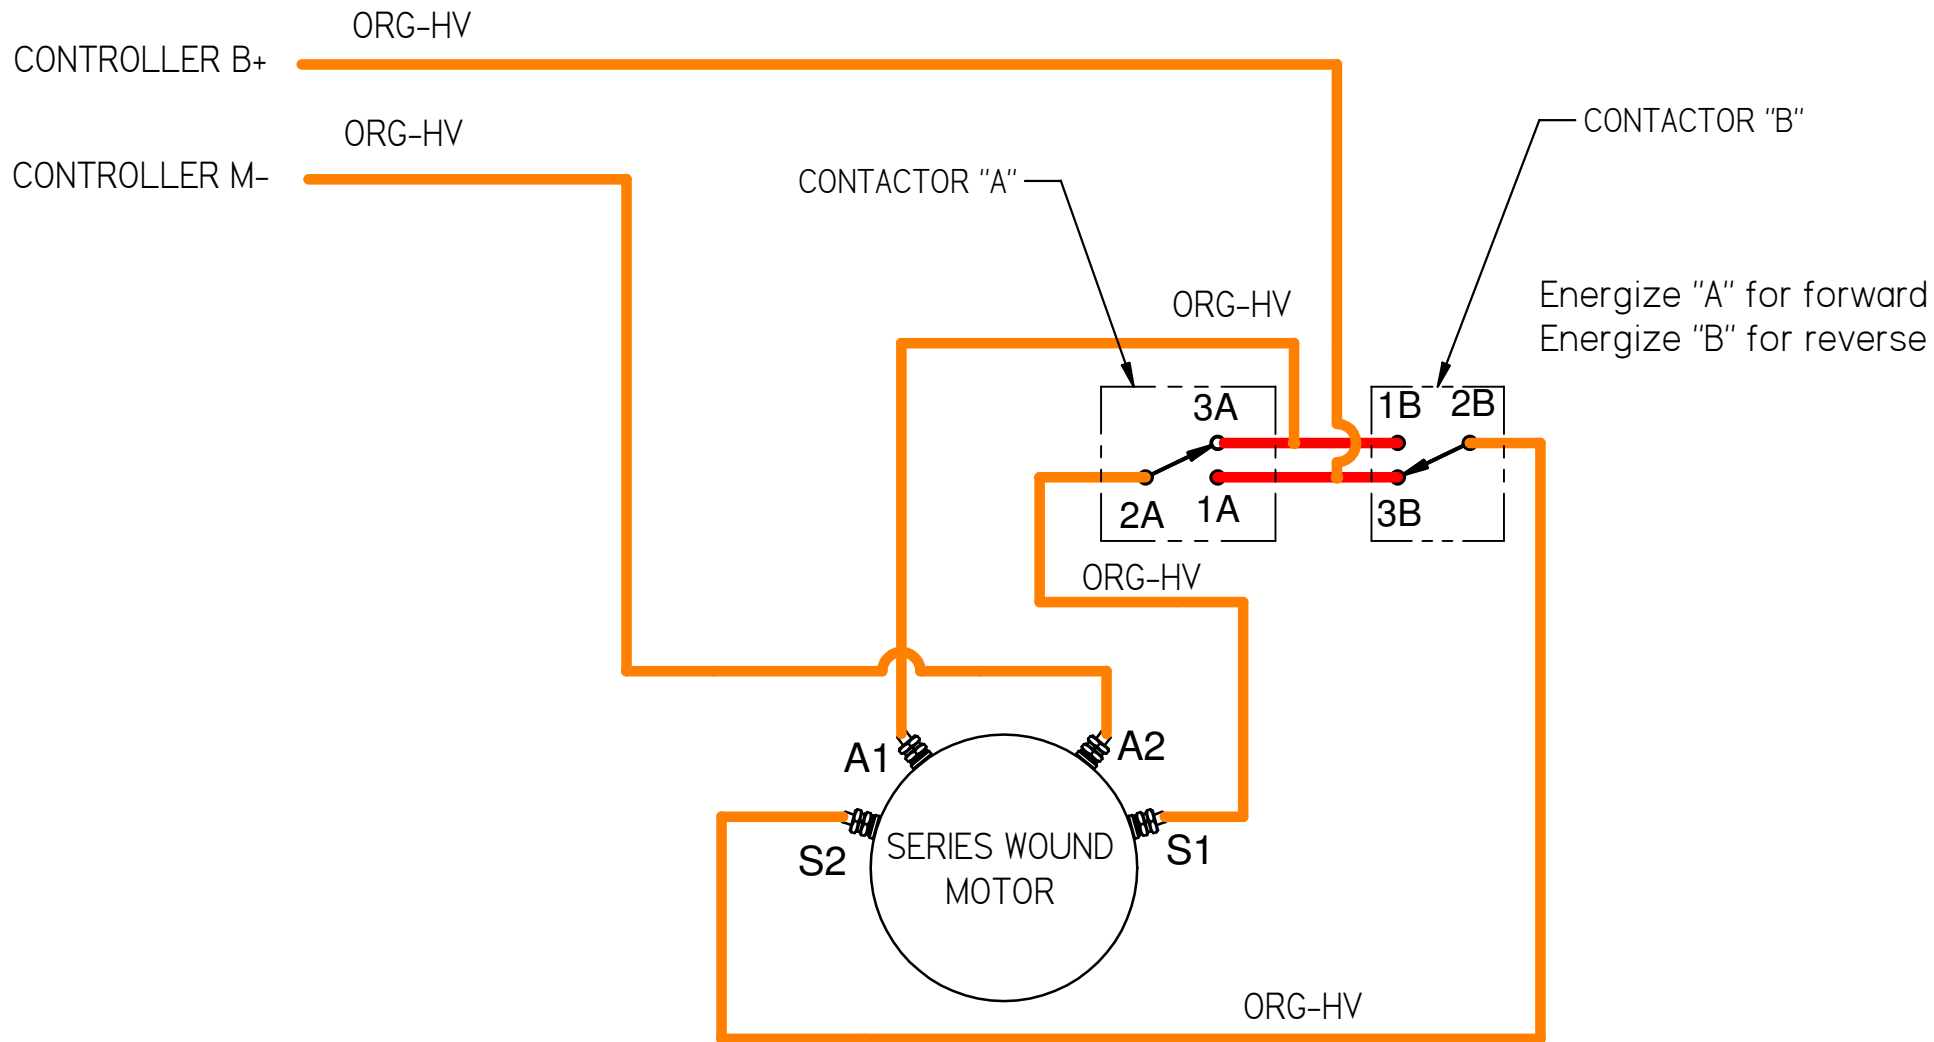 ORG-HV
CONTROLLER B+
ORG-HV
CONTROLLER M-
CONTACTOR "B"
CONTACTOR "A"
Energize "A" for forward
Energize "B" for reverse
ORG-HV
3A
1B 2B
2A 1A
3B
ORG-HV
A1
A2
S2
S1
SERIES WOUND
MOTOR
ORG-HV